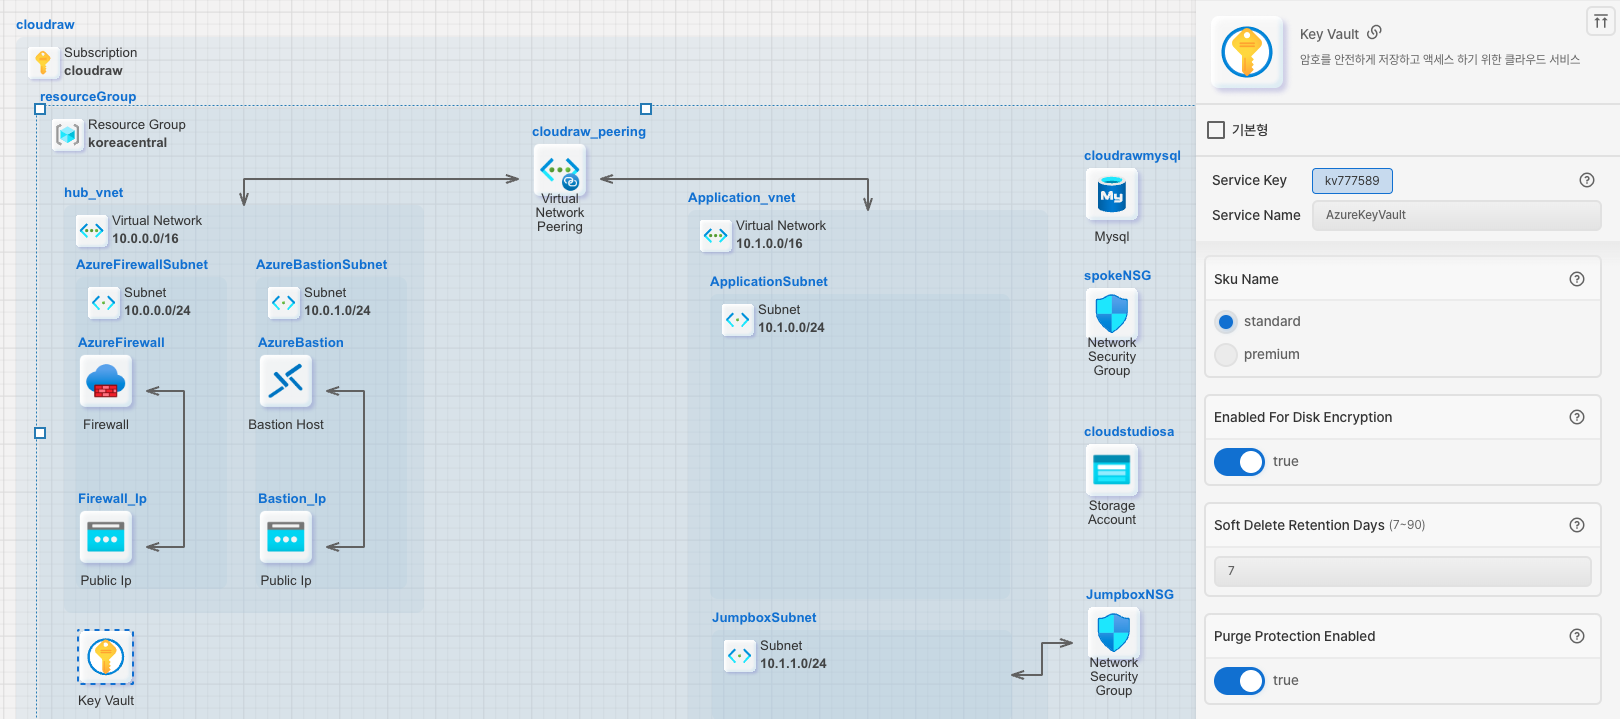 cloudraw
Subscription
cloudraw
resourceGroup
Resource Group
koreacentral
cloudraw_peering
Virtual
Network
Peering
hub_vnet
Virtual Network
10.0.0.0/16
AzureFirewallSubnet
Subnet
10.0.0.0/24
AzureFirewall
Firewall
Firewall_Ip
Public Ip
AzureBastionSubnet
Subnet
10.0.1.0/24
AzureBastion
Bastion Host
Bastion_Ip
Public Ip
Key Vault
Application_vnet
Virtual Network
10.1.0.0/16
ApplicationSubnet
Subnet
10.1.0.0/24
JumpboxSubnet
Subnet
10.1.1.0/24
cloudrawmysql
My
Mysql
spokeNSG
Network
Security
Group
cloudstudiosa
Storage
Account
JumpboxNSG
Network
Security
Group
Key Vault
암호를 안전하게 저장하고 액세스 하기 위한 클라우드 서비스
기본형
Service Key kv777589
Service Name AzureKeyVault
Sku Name
standard
premium
Enabled For Disk Encryption
true
Soft Delete Retention Days (7~90)
7
Purge Protection Enabled
true